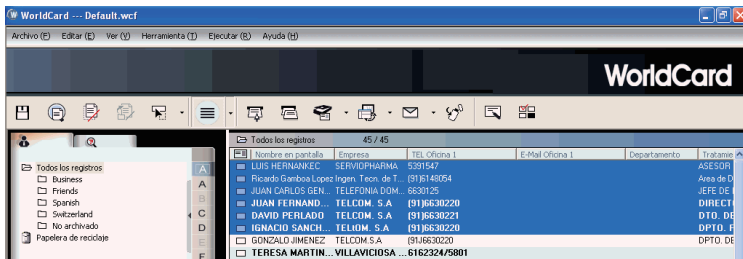 WorldCard --- Default.wcf
Archivo (F) Editar (E) Ver (V) Herramienta (T) Ejecutar (R) Ayuda (H)
WorldCard
Todos los registros 45 / 45
Nombre en pantalla Empresa TEL Oficina 1 E-Mail Oficina 1 Departamento Tratamie
Todos los registros
Business
Friends
Spanish
Switzerland
No archivado
Papelera de reciclaje
A
A
B
C
D
E
F
LUIS HERNANKEC SERVIOPHARMA 5391547 ASESOR
Ricardo Gamboa Lopez Ingen. Tecn. de T... (91)6148054 Area de D
JUAN CARLOS GEN... TELEFONIA DOM... 6630125 JEFE DE I
JUAN FERNAND... TELCOM. S.A (91)6630220 DIRECT
DAVID PERLADO TELCOM. S.A (91)6630221 DTO. DE
IGNACIO SANCH... TELIOM. S.A (91)6630220 DPTO. F
GONZALO JIMENEZ TELCOM.S.A (91J6630220 DPTO. DE
TERESA MARTIN... VILLAVICIOSA ... 6162324/5801